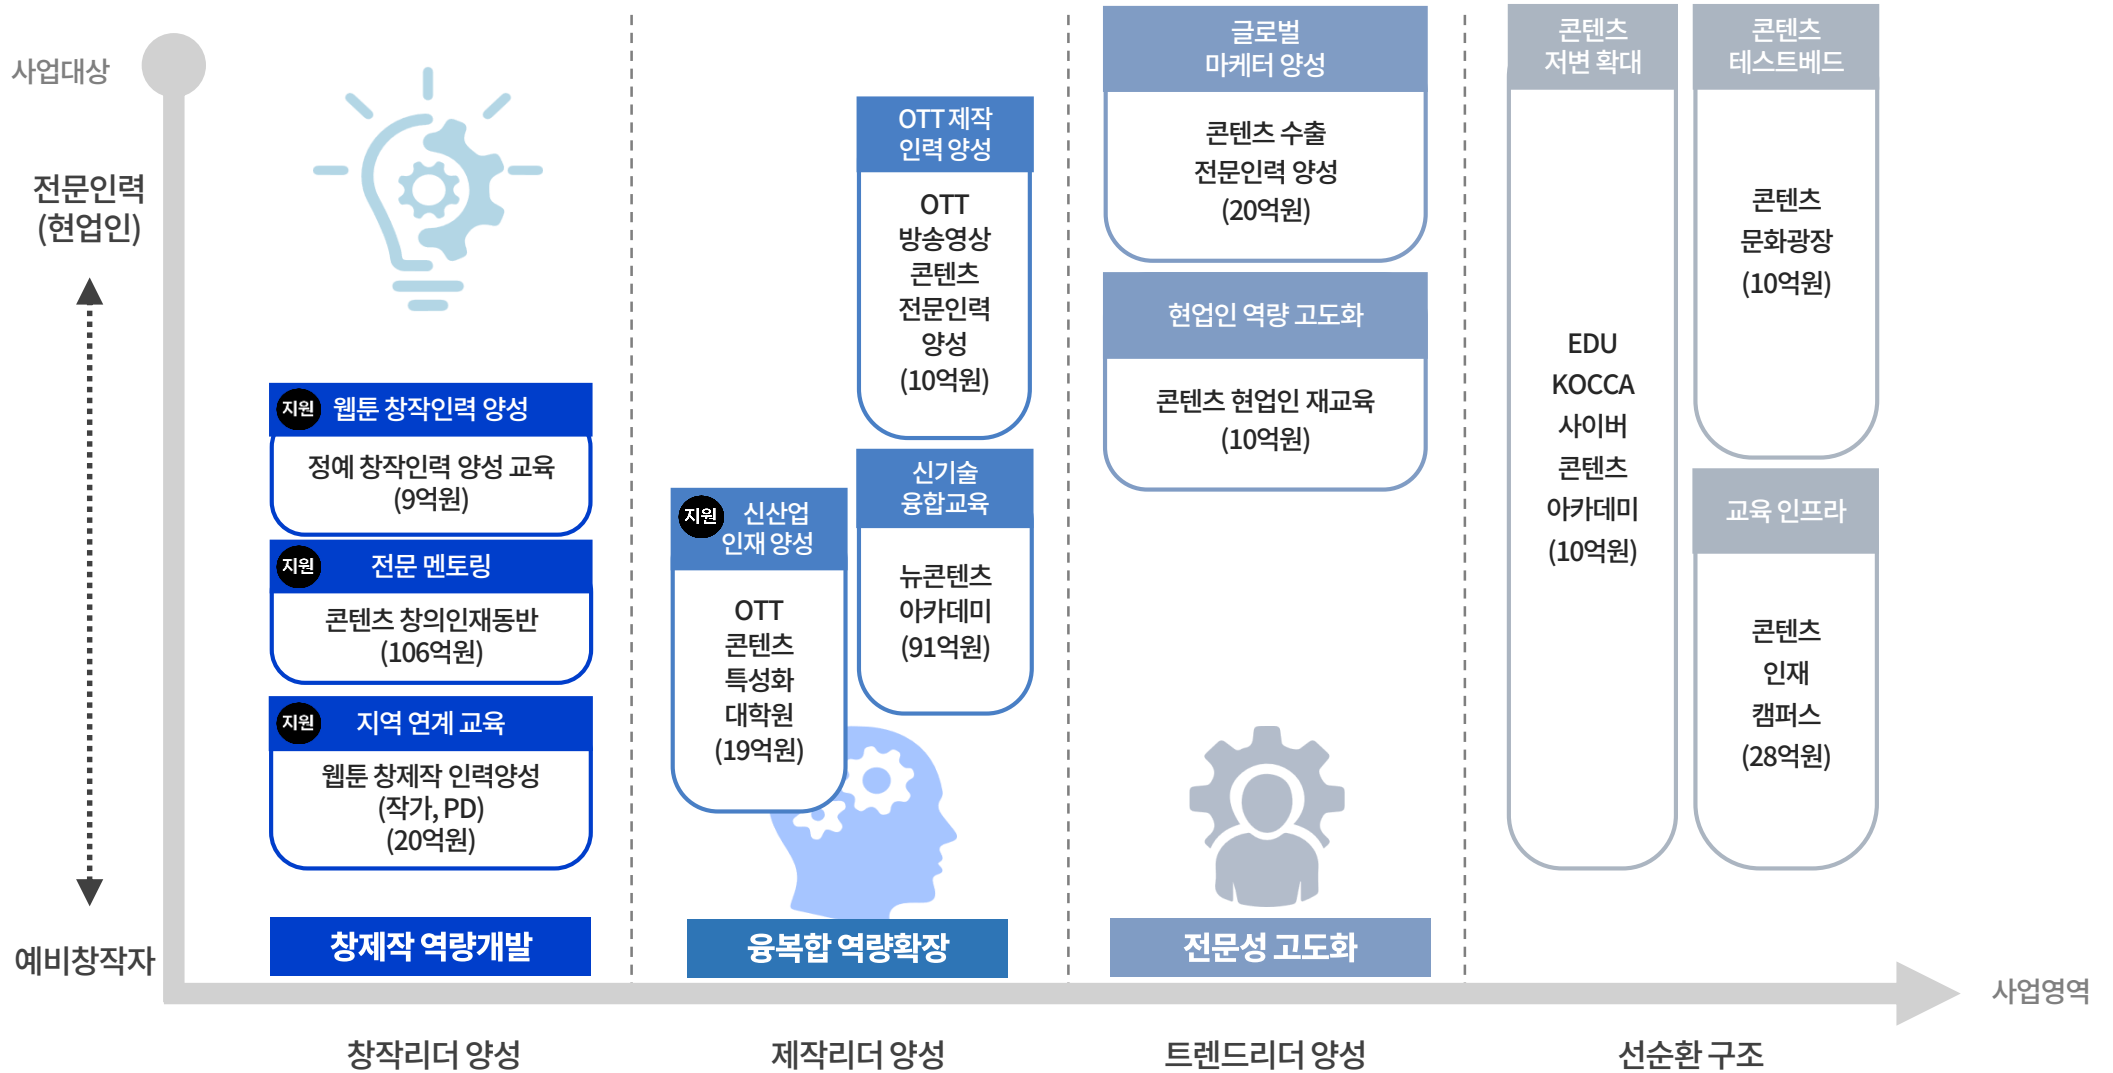 사업대상
전문인력
(현업인)
예비창작자
지원 웹툰 창작인력 양성
정예 창작인력 양성 교육
(9억원)
지원 전문 멘토링
콘텐츠 창의인재동반
(106억원)
지원 지역 연계 교육
웹툰 창제작 인력양성
(작가, PD)
(20억원)
창제작 역량개발
창작리더 양성
지원 신산업
인재 양성
OTT
콘텐츠
특성화
대학원
(19억원)
OTT 제작
인력 양성
OTT
방송영상
콘텐츠
전문인력
양성
(10억원)
신기술
융합교육
뉴콘텐츠
아카데미
(91억원)
융복합 역량확장
제작리더 양성
글로벌
마케터 양성
콘텐츠 수출
전문인력 양성
(20억원)
현업인 역량 고도화
콘텐츠 현업인 재교육
(10억원)
전문성 고도화
트렌드리더 양성
콘텐츠
저변 확대
EDU
KOCCA
사이버
콘텐츠
아카데미
(10억원)
콘텐츠
테스트베드
콘텐츠
문화광장
(10억원)
교육 인프라
콘텐츠
인재
캠퍼스
(28억원)
선순환 구조
사업영역